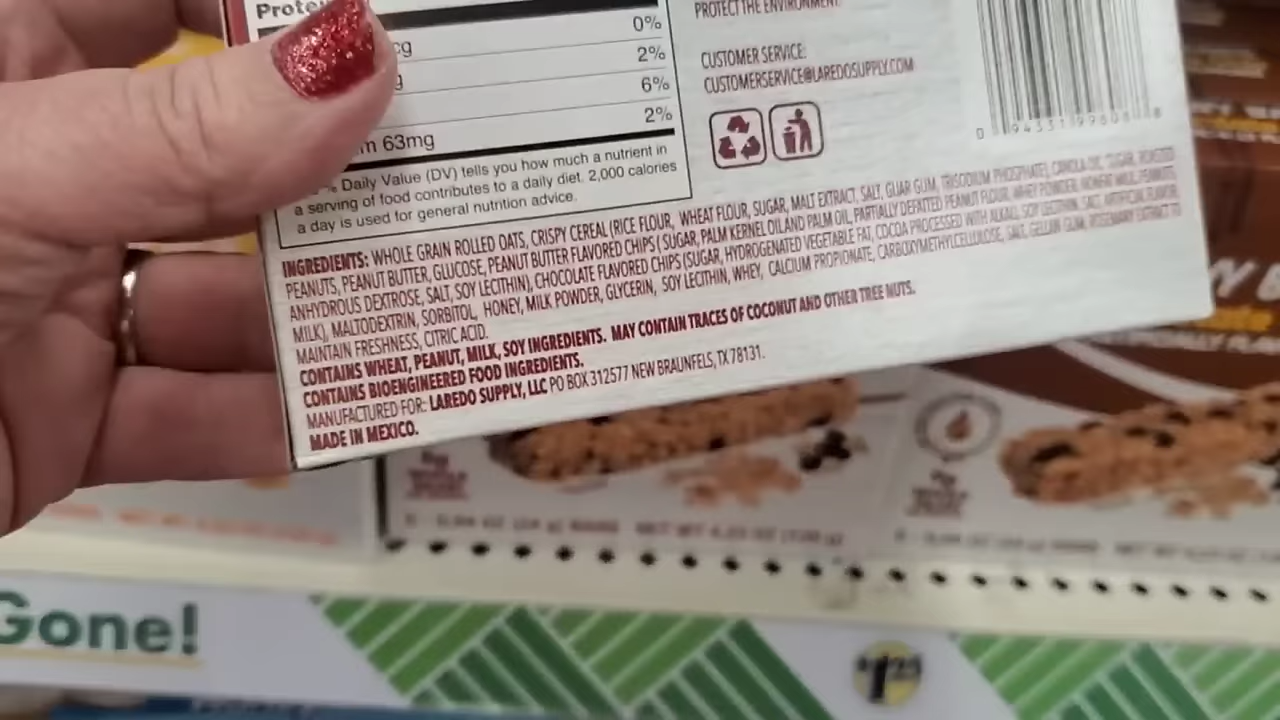 Protei
0%
cg 2%
g 6%
m 63mg 2%
% Daily Value (DV) tells you how much a nutrient in
a serving of food contributes to a daily diet. 2,000 calories
a day is used for general nutrition advice.
PROTECT THE ENVIRONMENT.
CUSTOMER SERVICE:
CUSTOMERSERVICE@LAREDOSUPPLY.COM
INGREDIENTS: WHOLE GRAIN ROLLED OATS, CRISPY CEREAL (RICE FLOUR, WHEAT FLOUR, SUGAR, MALT EXTRACT, SALT, GUAR GUM, TRISODIUM PHOSPHATE), CANOLA OIL, SUGAR, ROASTED
PEANUTS, PEANUT BUTTER, GLUCOSE, PEANUT BUTTER FLAVORED CHIPS ( SUGAR, PALM KERNEL OILAND PALM OIL, PARTIALLY DEFATTED PEANUT FLOUR, WHEY POWDER, NONFAT MILK, PEANUTS,
ANHYDROUS DEXTROSE, SALT, SOY LECITHIN), CHOCOLATE FLAVORED CHIPS (SUGAR, HYDROGENATED VEGETABLE FAT, COCOA PROCESSED WITH ALKALI, SOY LECITHIN, SALT, ARTIFICIAL FLAVOR,
MILK), MALTODEXTRIN, SORBITOL, HONEY, MILK POWDER, GLYCERIN, SOY LECITHIN, WHEY, CALCIUM PROPIONATE, CARBOXYMETHYLCELLULOSE, SALT, GELLAN GUM, ROSEMARY EXTRACT TO
MAINTAIN FRESHNESS, CITRIC ACID.
CONTAINS WHEAT, PEANUT, MILK, SOY INGREDIENTS. MAY CONTAIN TRACES OF COCONUT AND OTHER TREE NUTS.
CONTAINS BIOENGINEERED FOOD INGREDIENTS.
MANUFACTURED FOR: LAREDO SUPPLY, LLC PO BOX 312577 NEW BRAUNFELS, TX 78131.
MADE IN MEXICO.
Gone!
$1.25